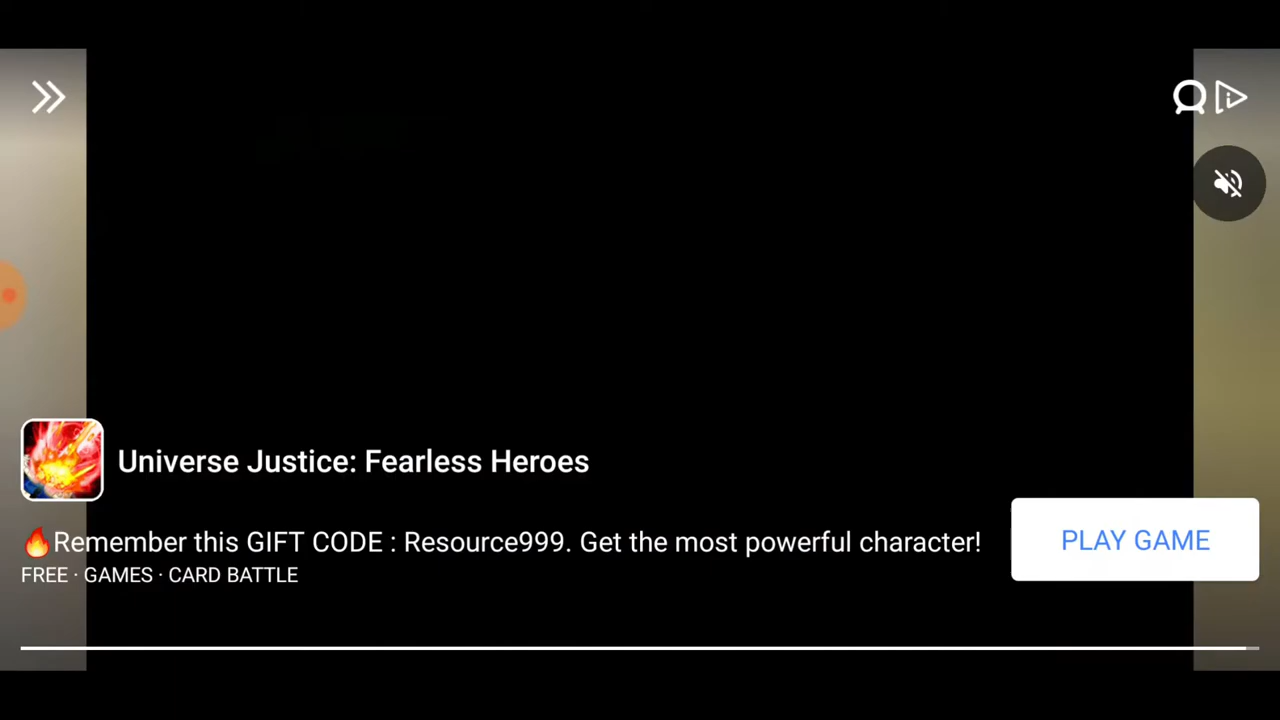 Universe Justice: Fearless Heroes
🔥Remember this GIFT CODE : Resource999. Get the most powerful character!
FREE · GAMES · CARD BATTLE
PLAY GAME